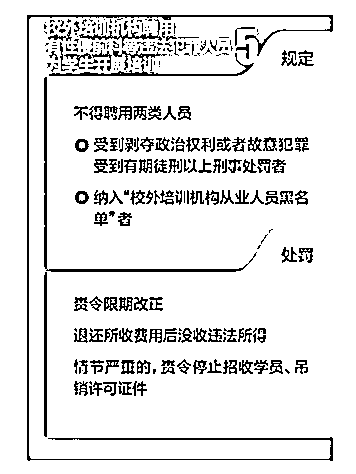 校外培训机构聘用
有性侵前科等违法犯罪人员
为学生开展培训
5
规定
不得聘用两类人员
受到剥夺政治权利或者故意犯罪
受到有期徒刑以上刑事处罚者
纳入“校外培训机构从业人员黑名
单”者
处罚
责令限期改正
退还所收费用后没收违法所得
情节严重的，责令停止招收学员、吊
销许可证件